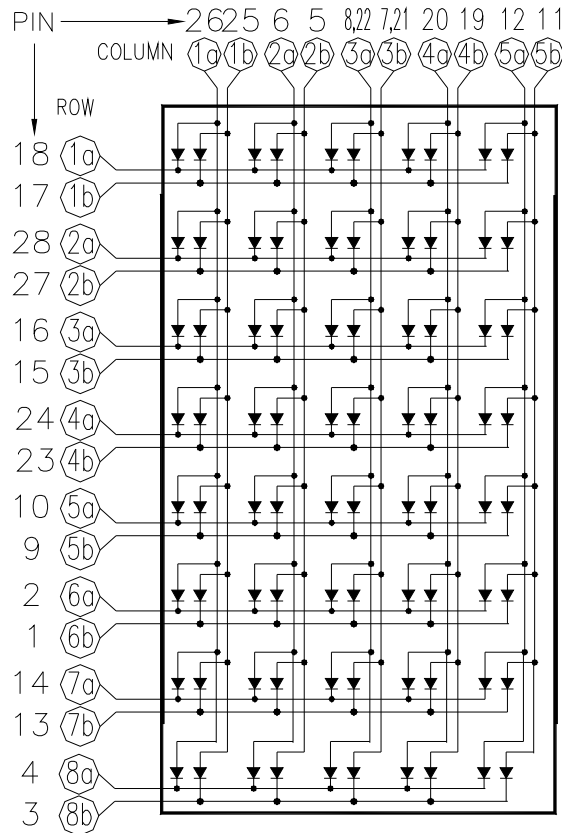 PIN 26 25 6 5 8,22 7,21 20 19 12 11
COLUMN 1a 1b 2a 2b 3a 3b 4a 4b 5a 5b
ROW
18 1a
17 1b
28 2a
27 2b
16 3a
15 3b
24 4a
23 4b
10 5a
9 5b
2 6a
1 6b
14 7a
13 7b
4 8a
3 8b